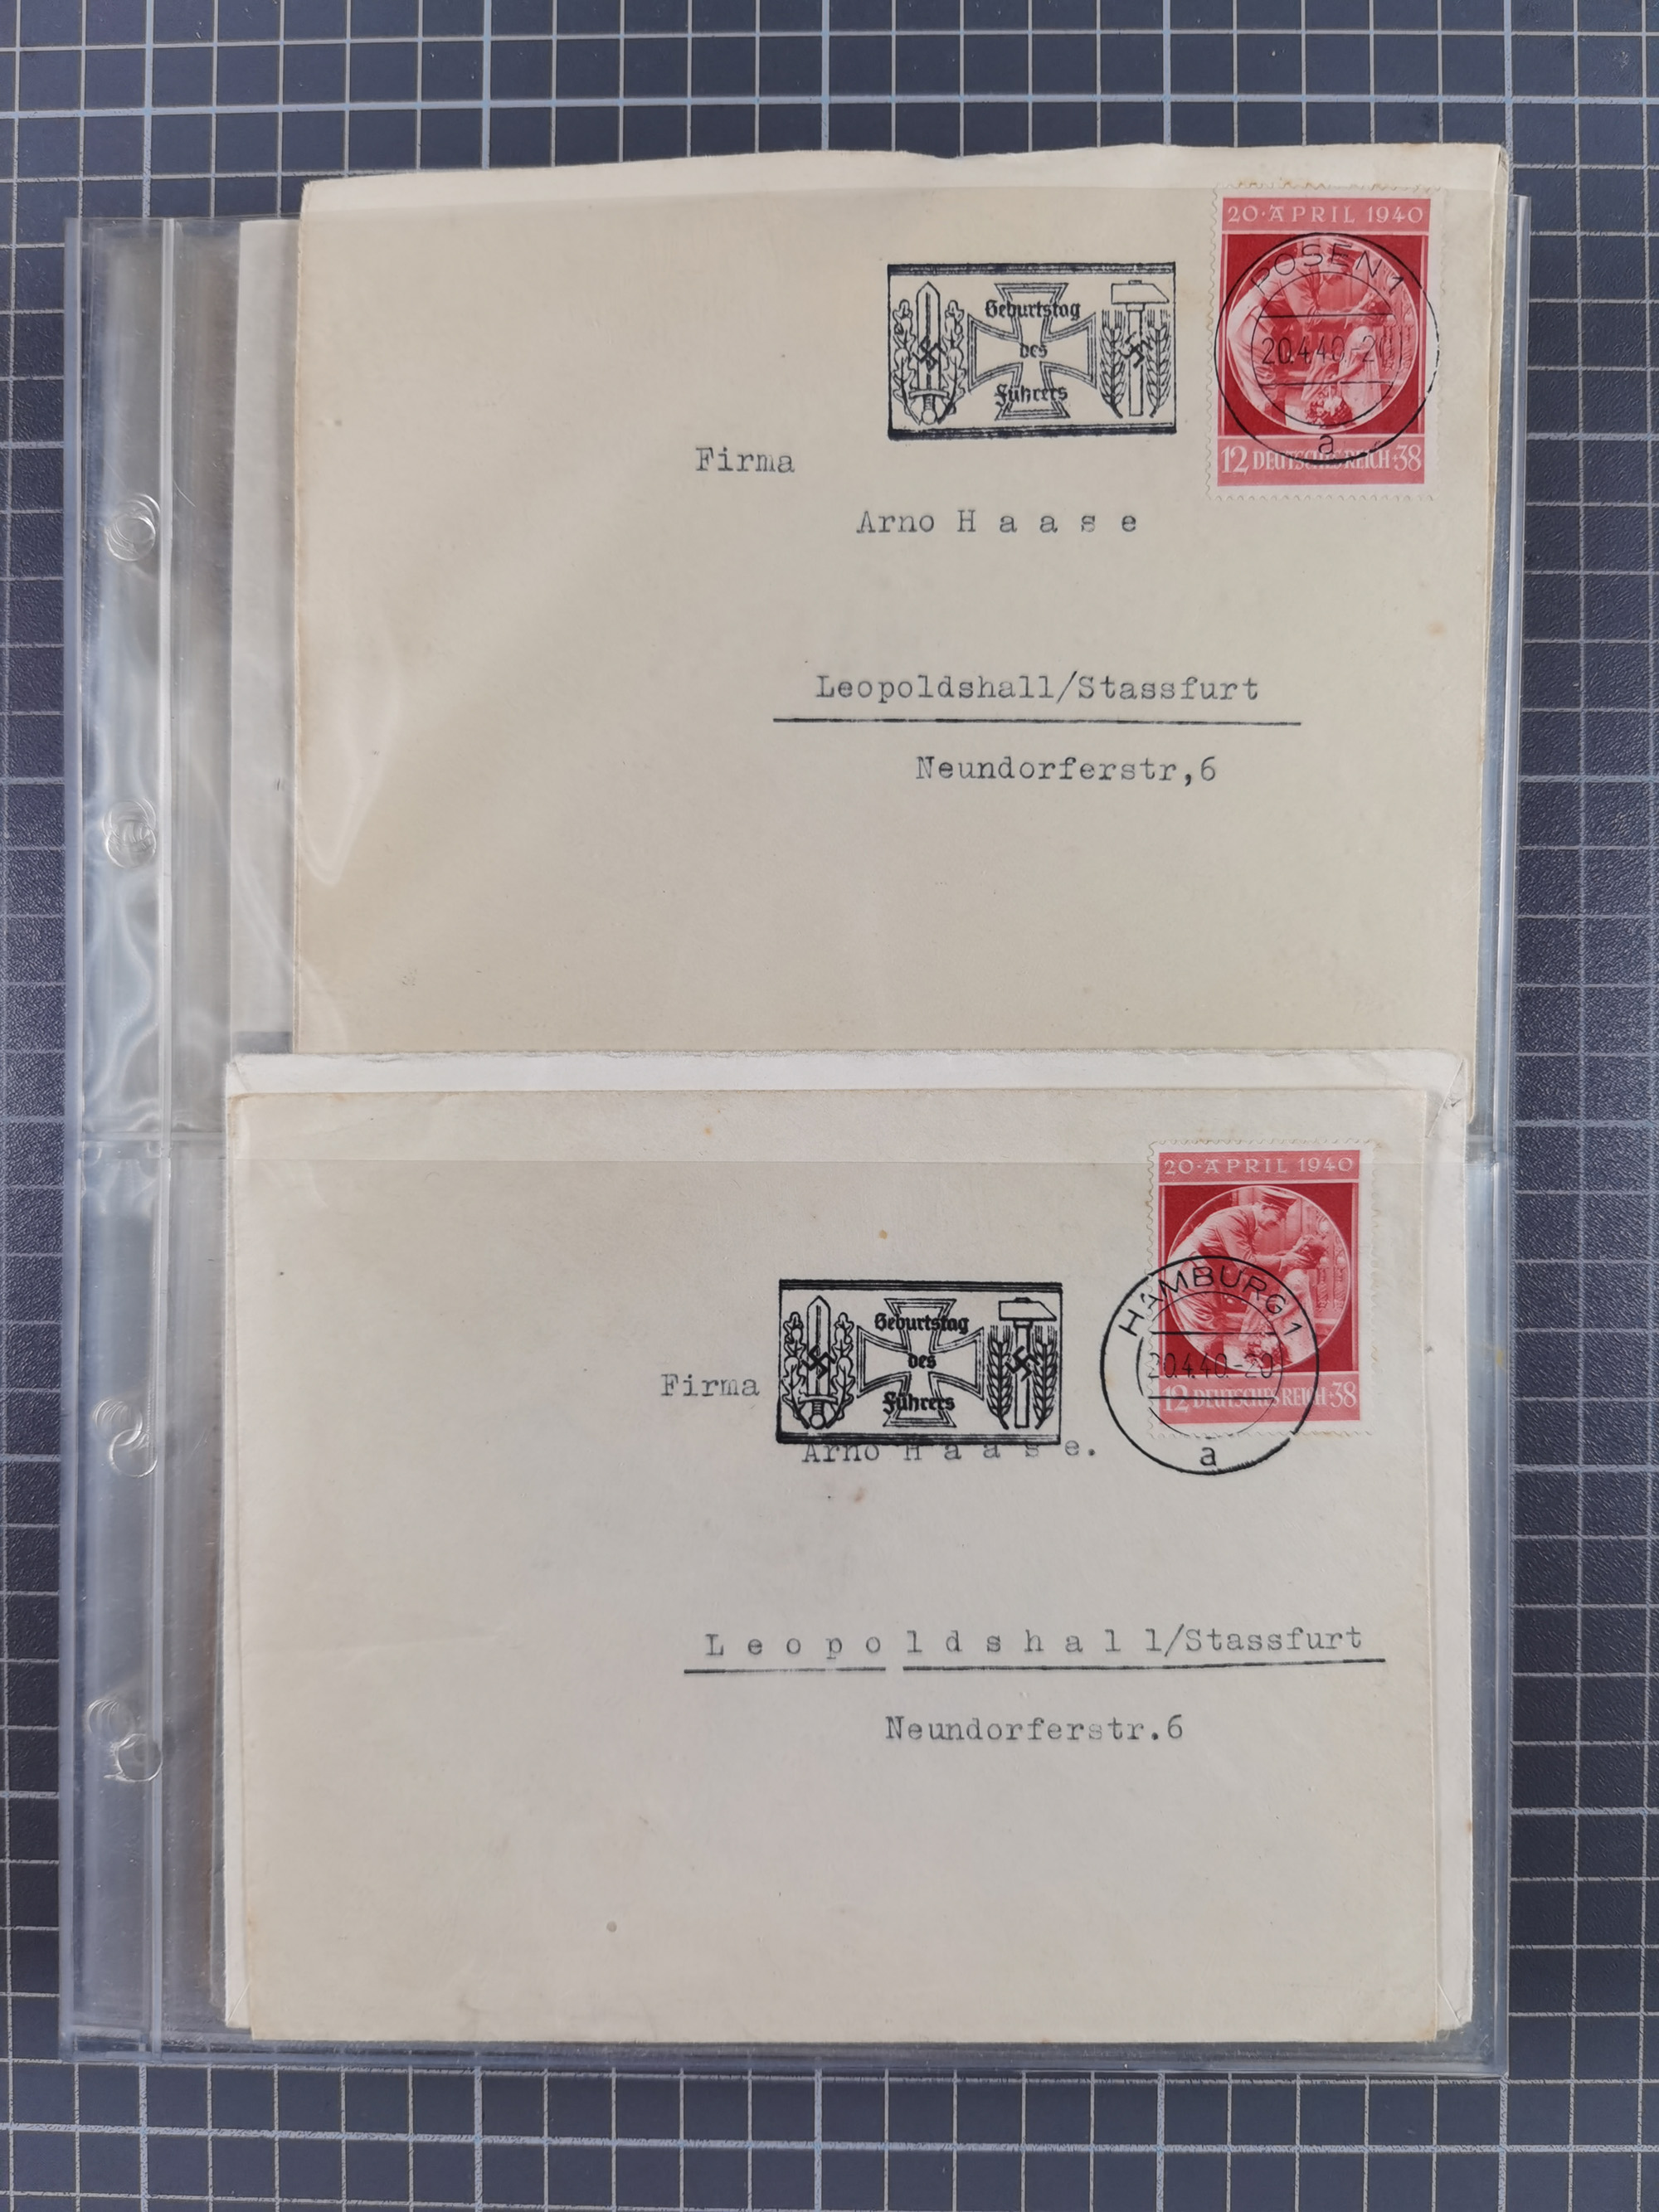 20·APRIL 1940
POSEN 1
20.4.40.-20
a
12 DEUTSCHES REICH+38
Geburtstag
des
Führers
Firma
Arno H a a s e
Leopoldshall/Stassfurt
Neundorferstr,6
20·APRIL 1940
HAMBURG 1
20.4.40.-20
a
12 DEUTSCHES REICH+38
Geburtstag
des
Führers
Firma
Arno H a a s e.
L e o p o l d s h a l l/Stassfurt
Neundorferstr.6